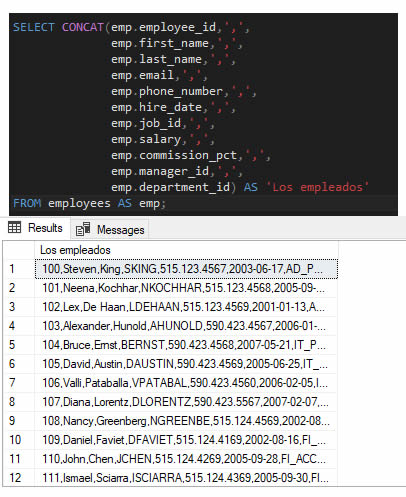 SELECT CONCAT(emp.employee_id,',',
emp.first_name,',',
emp.last_name,',',
emp.email,',',
emp.phone_number,',',
emp.hire_date,',',
emp.job_id,',',
emp.salary,',',
emp.commission_pct,',',
emp.manager_id,',',
emp.department_id) AS 'Los empleados'
FROM employees AS emp;
Results Messages
Los empleados
1 100,Steven,King,SKING,515.123.4567,2003-06-17,AD_P...
2 101,Neena,Kochhar,NKOCHHAR,515.123.4568,2005-09-...
3 102,Lex,De Haan,LDEHAAN,515.123.4569,2001-01-13,A...
4 103,Alexander,Hunold,AHUNOLD,590.423.4567,2006-01-...
5 104,Bruce,Ernst,BERNST,590.423.4568,2007-05-21,IT_P...
6 105,David,Austin,DAUSTIN,590.423.4569,2005-06-25,IT_...
7 106,Valli,Pataballa,VPATABAL,590.423.4560,2006-02-05,I...
8 107,Diana,Lorentz,DLORENTZ,590.423.5567,2007-02-07,...
9 108,Nancy,Greenberg,NGREENBE,515.124.4569,2002-08...
10 109,Daniel,Faviet,DFAVIET,515.124.4169,2002-08-16,FI_...
11 110,John,Chen,JCHEN,515.124.4269,2005-09-28,FI_ACC...
12 111,Ismael,Sciarra,ISCIARRA,515.124.4369,2005-09-30,FI...